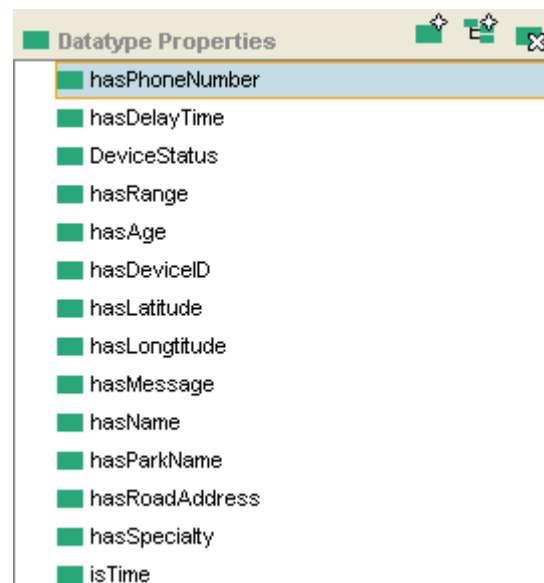 Datatype Properties
hasPhoneNumber
hasDelayTime
DeviceStatus
hasRange
hasAge
hasDeviceID
hasLatitude
hasLongtitude
hasMessage
hasName
hasParkName
hasRoadAddress
hasSpecialty
isTime